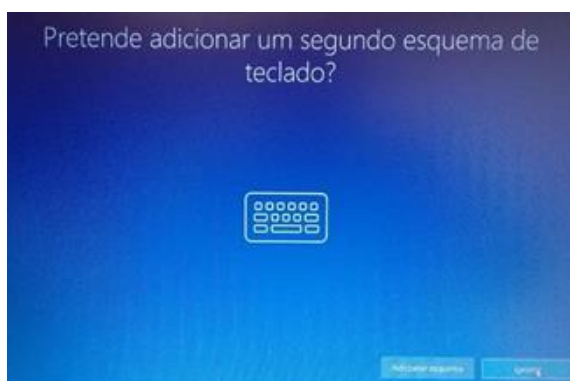 Pretende adicionar um segundo esquema de
teclado?
Adicionar esquema